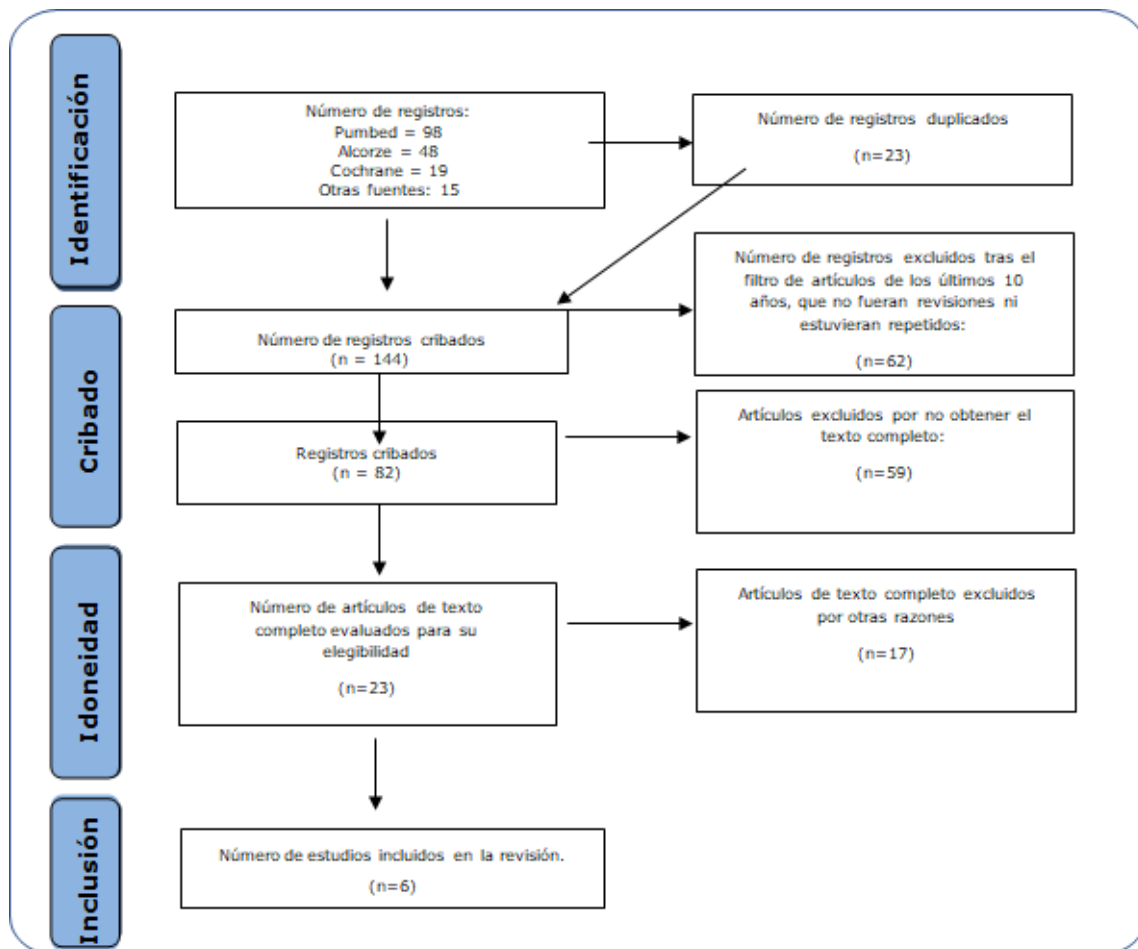 Identificación
Número de registros:
Pumbed = 98
Alcorze = 48
Cochrane = 19
Otras fuentes: 15
Número de registros duplicados
(n=23)
Cribado
Número de registros cribados
(n = 144)
Número de registros excluidos tras el
filtro de artículos de los últimos 10
años, que no fueran revisiones ni
estuvieran repetidos:
(n=62)
Registros cribados
(n = 82)
Artículos excluidos por no obtener el
texto completo:
(n=59)
Idoneidad
Número de artículos de texto
completo evaluados para su
elegibilidad
(n=23)
Artículos de texto completo excluidos
por otras razones
(n=17)
Inclusión
Número de estudios incluidos en la revisión.
(n=6)